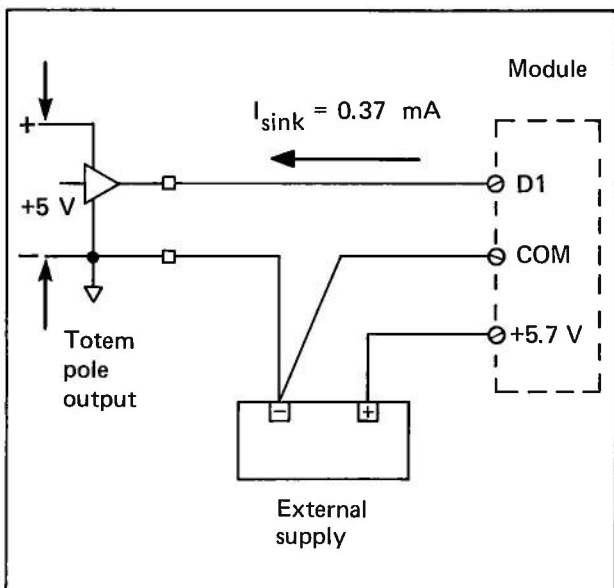 Module
I_sink = 0.37 mA
+
D1
+5 V
COM
−
+5.7 V
Totem
pole
output
− +
External
supply